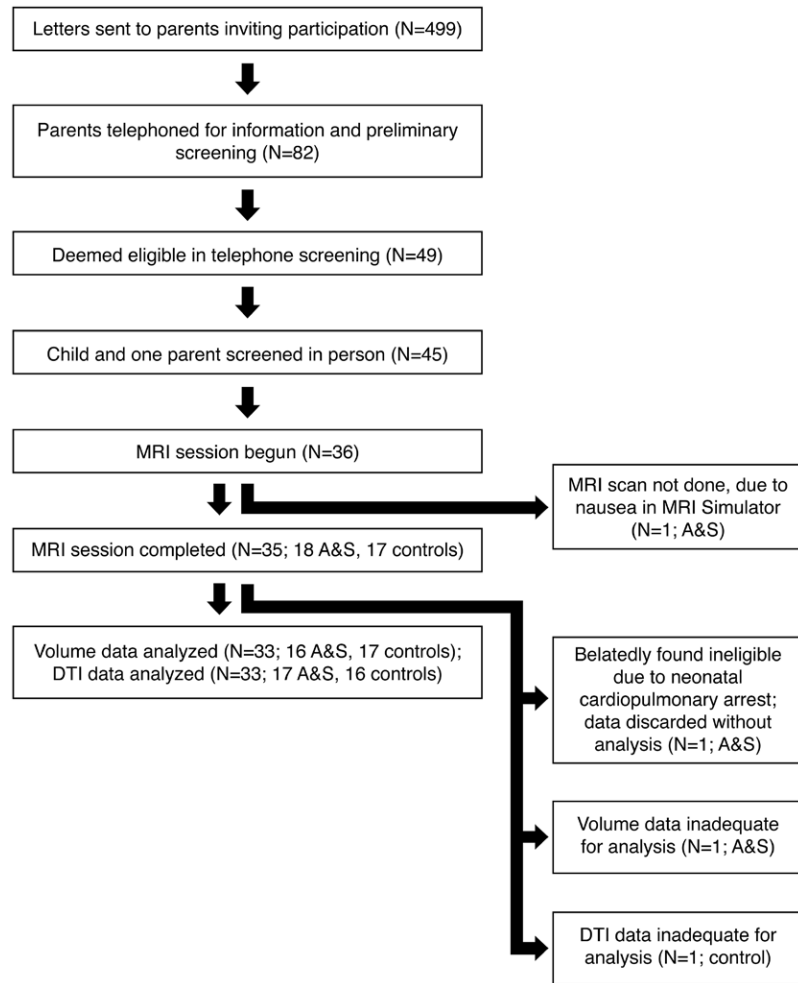 Letters sent to parents inviting participation (N=499)
Parents telephoned for information and preliminary
screening (N=82)
Deemed eligible in telephone screening (N=49)
Child and one parent screened in person (N=45)
MRI session begun (N=36)
MRI scan not done, due to
nausea in MRI Simulator
(N=1; A&S)
MRI session completed (N=35; 18 A&S, 17 controls)
Volume data analyzed (N=33; 16 A&S, 17 controls);
DTI data analyzed (N=33; 17 A&S, 16 controls)
Belatedly found ineligible
due to neonatal
cardiopulmonary arrest;
data discarded without
analysis (N=1; A&S)
Volume data inadequate
for analysis (N=1; A&S)
DTI data inadequate for
analysis (N=1; control)